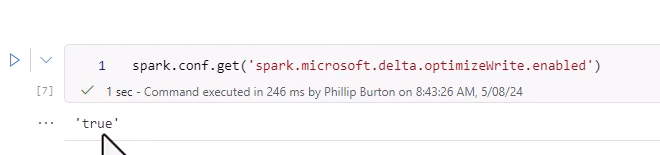 1 spark.conf.get('spark.microsoft.delta.optimizeWrite.enabled')
[7] 1 sec - Command executed in 246 ms by Phillip Burton on 8:43:26 AM, 5/08/24
... 'true'